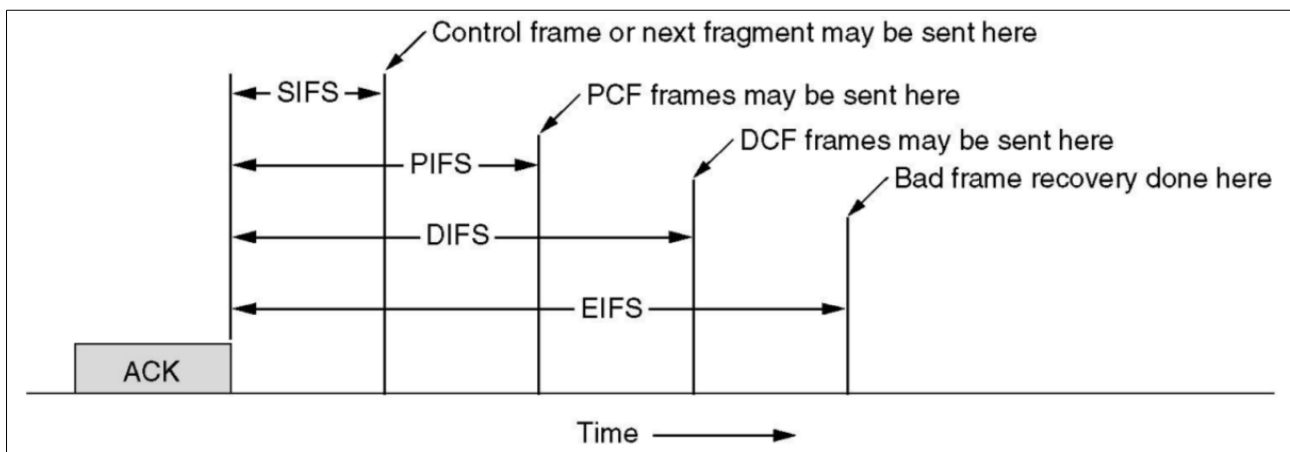 Control frame or next fragment may be sent here
SIFS
PCF frames may be sent here
PIFS
DCF frames may be sent here
Bad frame recovery done here
DIFS
EIFS
ACK
Time